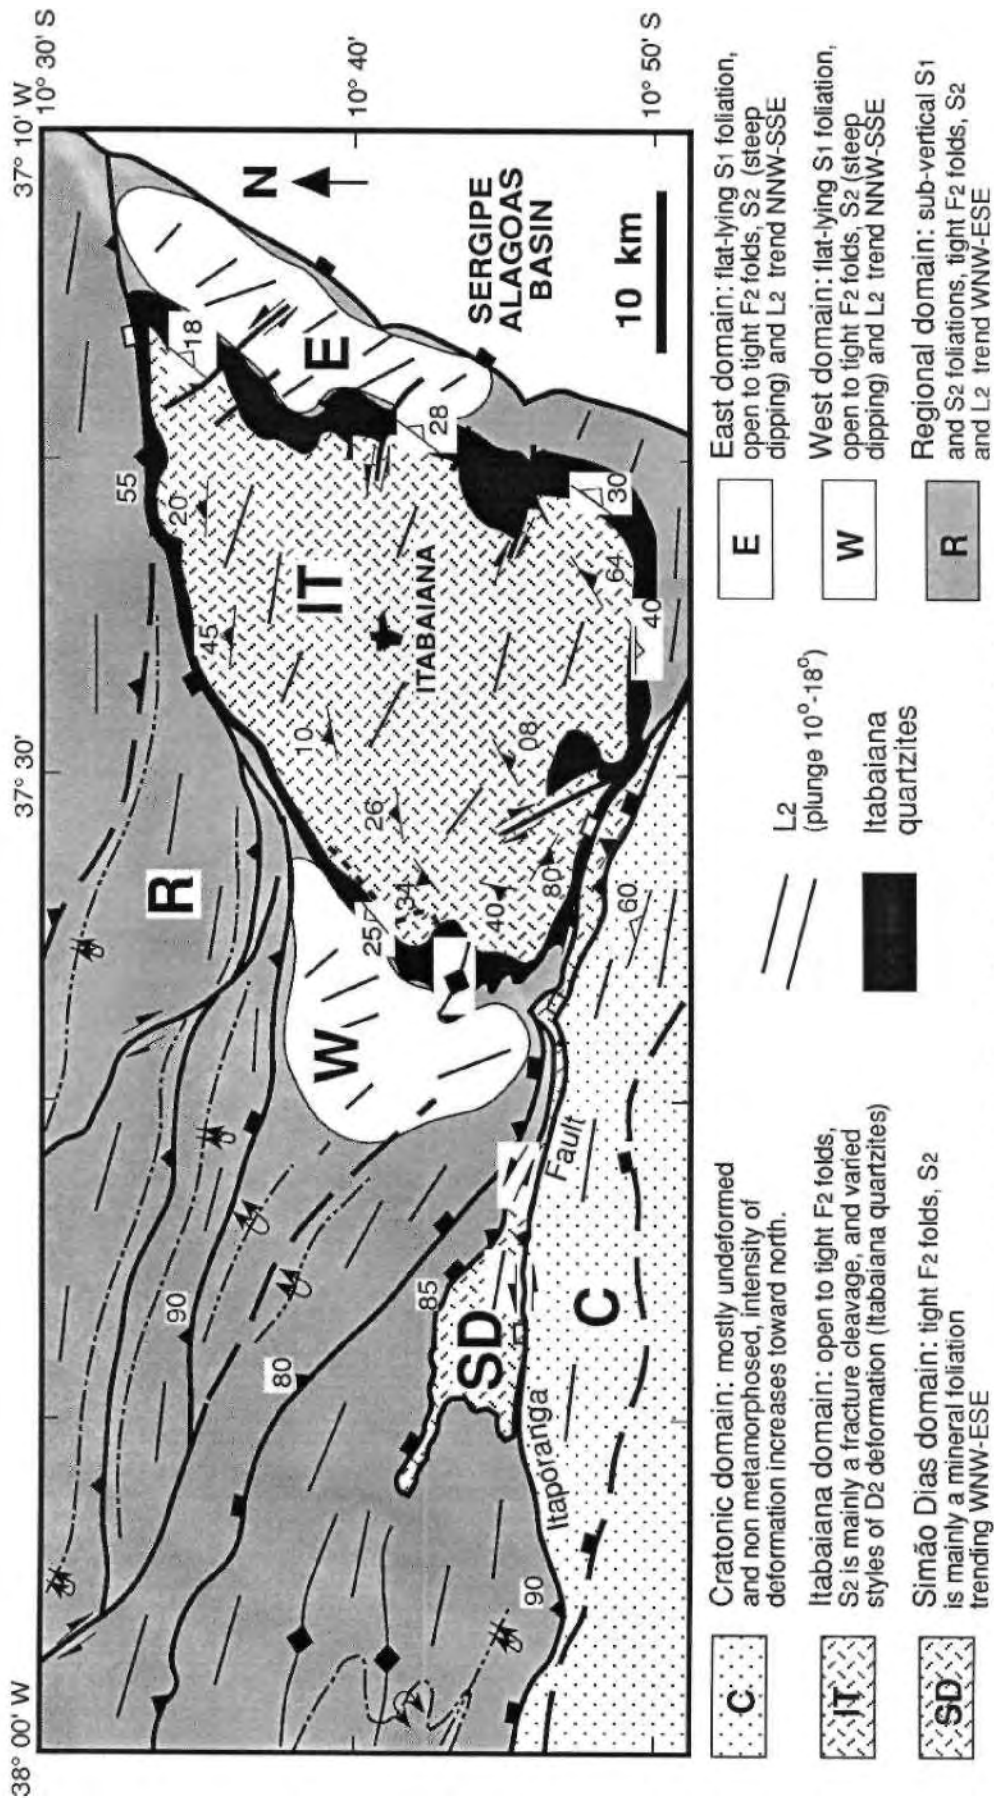 38° 00' W
37° 30'
37° 10' W
10° 30' S
10° 40'
10° 50' S
N
SERGIPE
ALAGOAS
BASIN
10 km
R
W
E
IT
ITABAIANA
SD
C
Itaporanga
Fault
90
80
90
85
55
45
20
18
10
26
34
25
40
80
60
08
28
30
64
40
C
Cratonic domain: mostly undeformed
and non metamorphosed, intensity of
deformation increases toward north.
IT
Itabaiana domain: open to tight F2 folds,
S2 is mainly a fracture cleavage, and varied
styles of D2 deformation (Itabaiana quartzites)
SD
Simão Dias domain: tight F2 folds, S2
is mainly a mineral foliation
trending WNW-ESE
L2
(plunge 10°-18°)
Itabaiana
quartzites
E
East domain: flat-lying S1 foliation,
open to tight F2 folds, S2 (steep
dipping) and L2 trend NNW-SSE
W
West domain: flat-lying S1 foliation,
open to tight F2 folds, S2 (steep
dipping) and L2 trend NNW-SSE
R
Regional domain: sub-vertical S1
and S2 foliations, tight F2 folds, S2
and L2 trend WNW-ESE